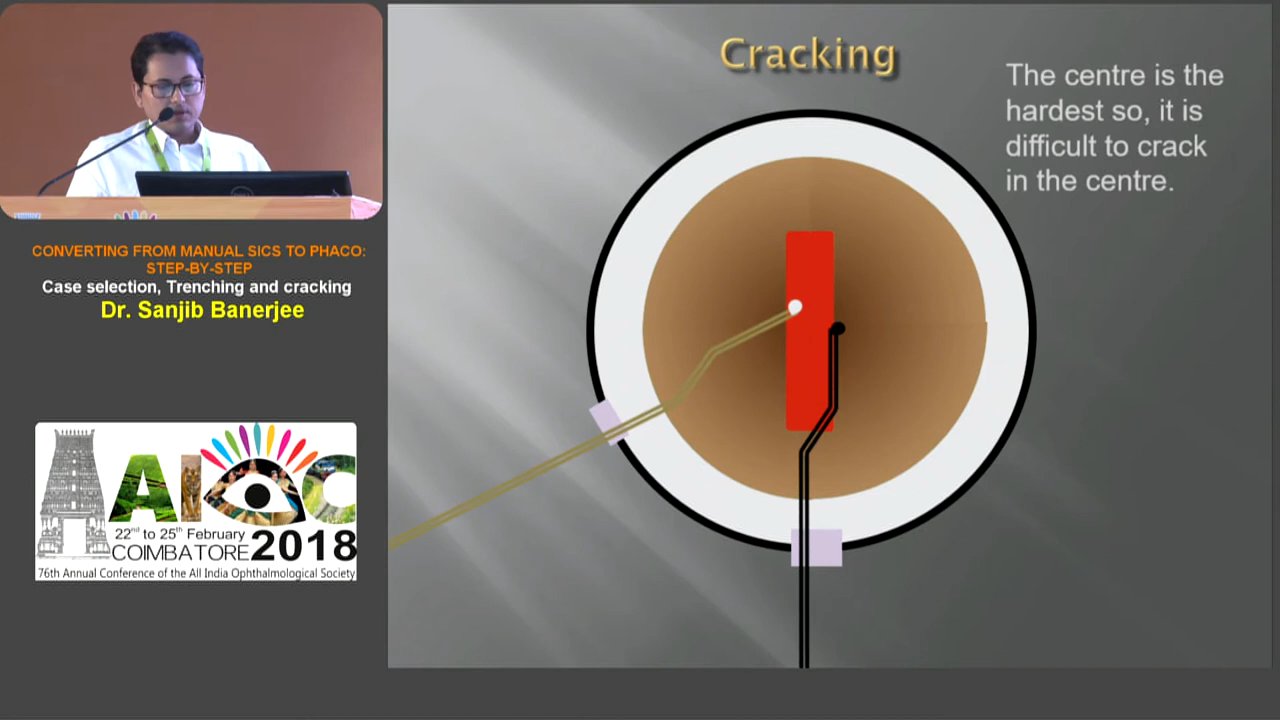 Cracking
The centre is the
hardest so, it is
difficult to crack
in the centre.
CONVERTING FROM MANUAL SICS TO PHACO:
STEP-BY-STEP
Case selection, Trenching and cracking
Dr. Sanjib Banerjee
AIOC
22nd to 25th February
COIMBATORE 2018
76th Annual Conference of the All India Ophthalmological Society